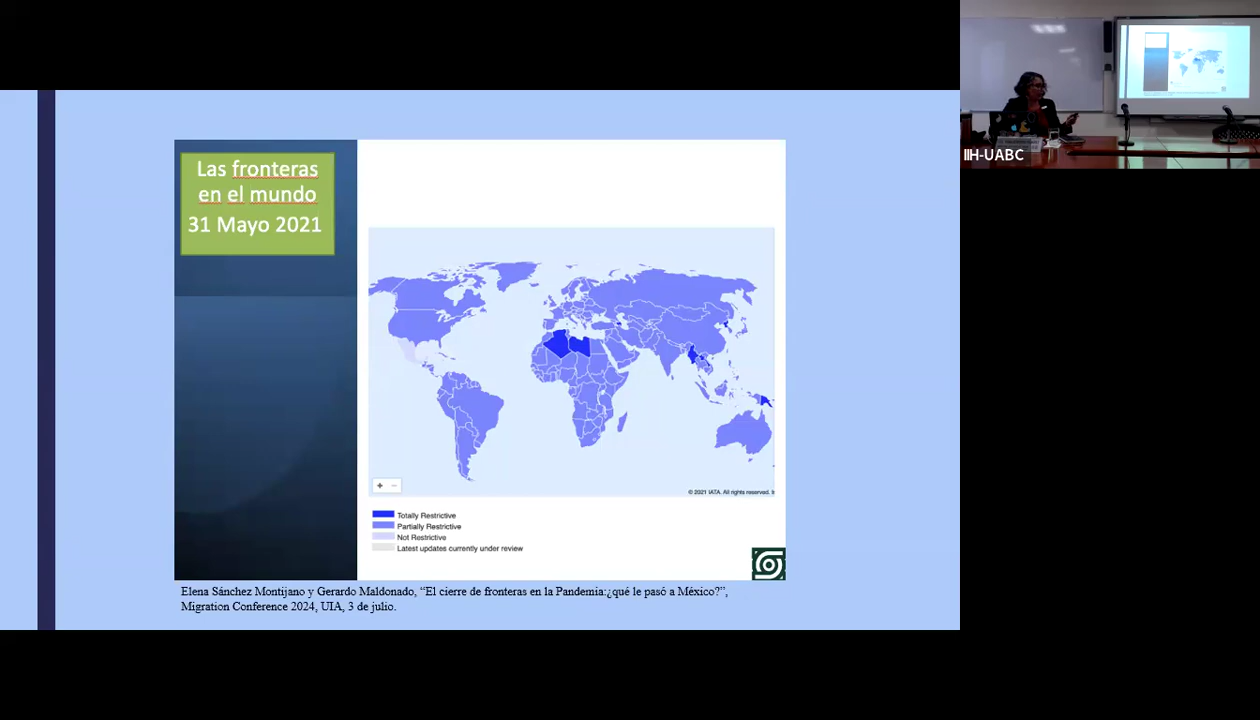 Las fronteras
en el mundo
31 Mayo 2021
+ −
© 2021 IATA. All rights reserved.
Totally Restrictive
Partially Restrictive
Not Restrictive
Latest updates currently under review
Elena Sánchez Montijano y Gerardo Maldonado, “El cierre de fronteras en la Pandemia:¿qué le pasó a México?”,
Migration Conference 2024, UIA, 3 de julio.
IIH-UABC